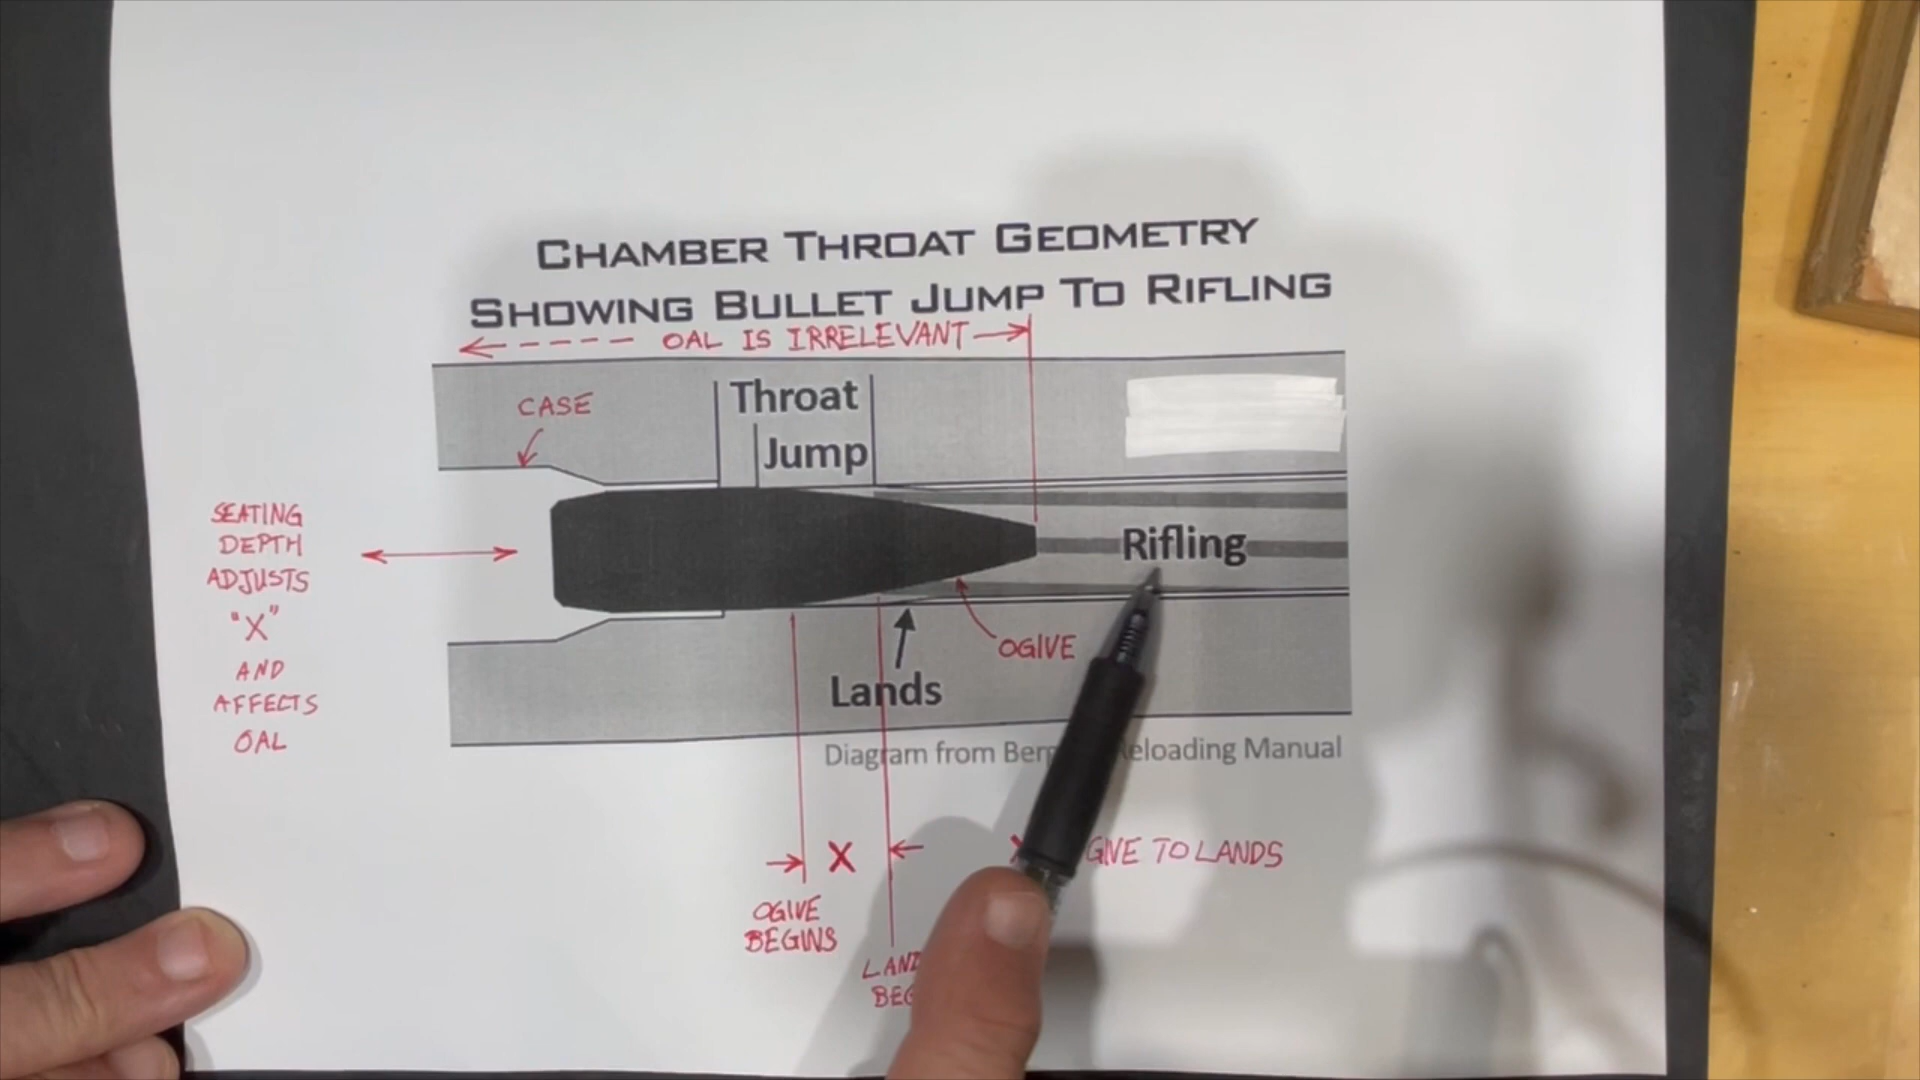 CHAMBER THROAT GEOMETRY
SHOWING BULLET JUMP TO RIFLING
OAL IS IRRELEVANT
CASE
Throat
Jump
SEATING
DEPTH
ADJUSTS
"X"
AND
AFFECTS
OAL
Rifling
OGIVE
Lands
Diagram from Reloading Manual
X
TO LANDS
OGIVE
BEGINS